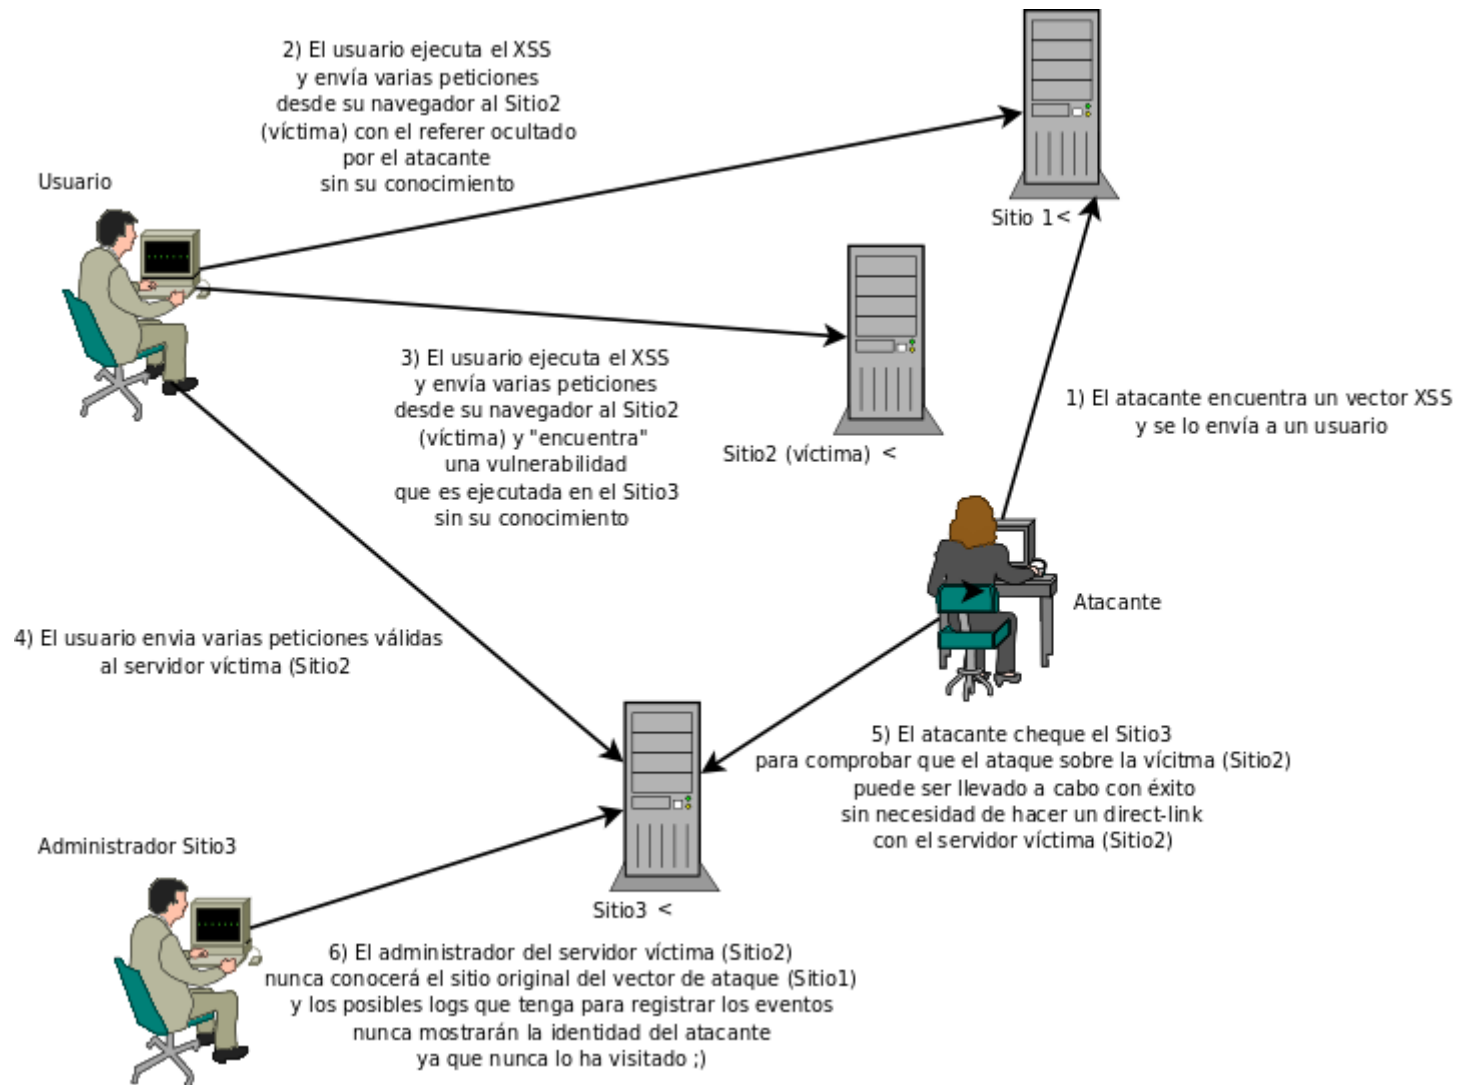 2) El usuario ejecuta el XSS
y envía varias peticiones
desde su navegador al Sitio2
(víctima) con el referer ocultado
por el atacante
sin su conocimiento
Usuario
Sitio 1<
3) El usuario ejecuta el XSS
y envía varias peticiones
desde su navegador al Sitio2
(víctima) y "encuentra"
una vulnerabilidad
que es ejecutada en el Sitio3
sin su conocimiento
Sitio2 (víctima) <
1) El atacante encuentra un vector XSS
y se lo envía a un usuario
Atacante
4) El usuario envia varias peticiones válidas
al servidor víctima (Sitio2
5) El atacante cheque el Sitio3
para comprobar que el ataque sobre la vícitma (Sitio2)
puede ser llevado a cabo con éxito
sin necesidad de hacer un direct-link
con el servidor víctima (Sitio2)
Administrador Sitio3
Sitio3 <
6) El administrador del servidor víctima (Sitio2)
nunca conocerá el sitio original del vector de ataque (Sitio1)
y los posibles logs que tenga para registrar los eventos
nunca mostrarán la identidad del atacante
ya que nunca lo ha visitado ;)